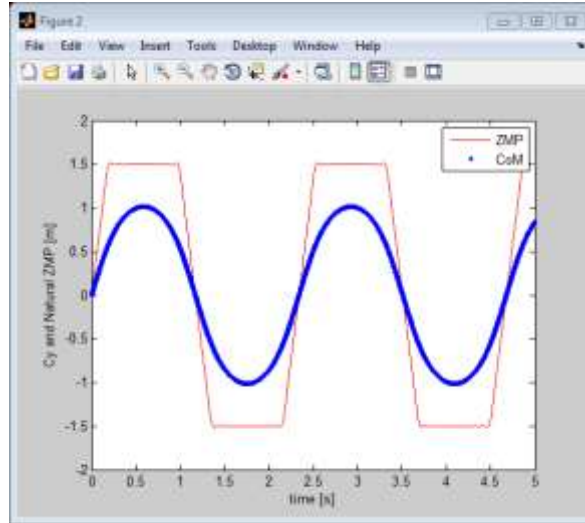 Figure 2
File Edit View Insert Tools Desktop Window Help
2
1.5
1
0.5
0
-0.5
-1
-1.5
-2
Cy and Natural ZMP [m]
ZMP
CoM
0 0.5 1 1.5 2 2.5 3 3.5 4 4.5 5
time [s]